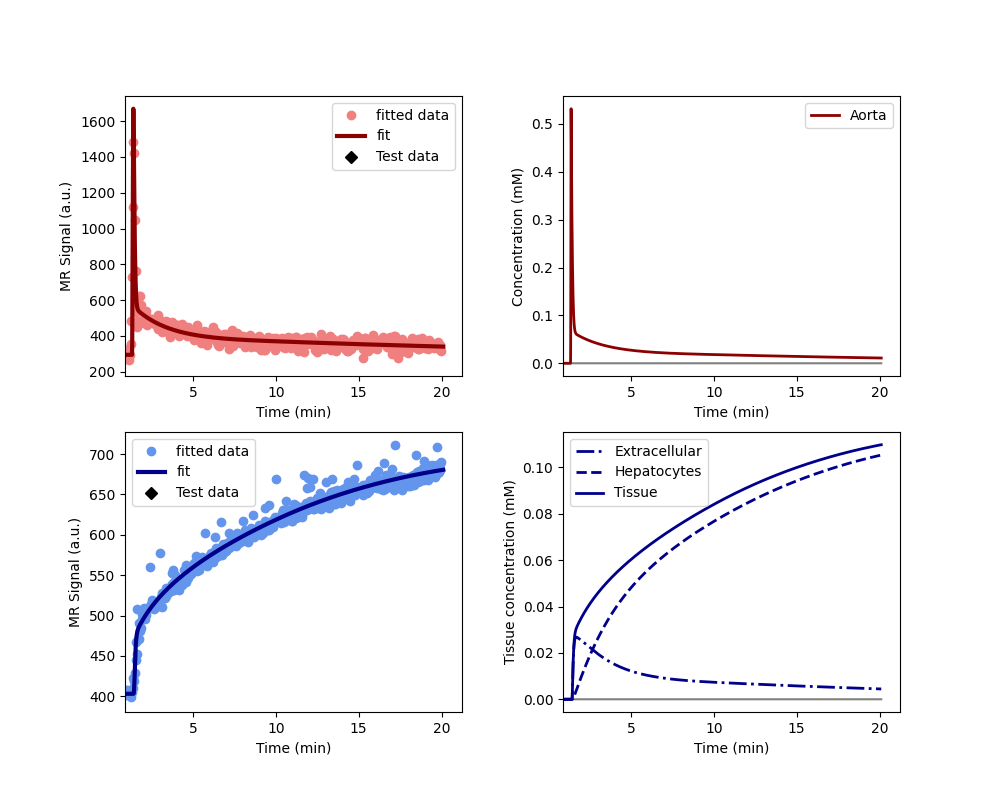 fitted data
fit
Test data
MR Signal (a.u.)
1600
1400
1200
1000
800
600
400
200
5
10
15
20
Time (min)
Aorta
Concentration (mM)
0.5
0.4
0.3
0.2
0.1
0.0
5
10
15
20
Time (min)
fitted data
fit
Test data
MR Signal (a.u.)
700
650
600
550
500
450
400
5
10
15
20
Time (min)
Extracellular
Hepatocytes
Tissue
Tissue concentration (mM)
0.10
0.08
0.06
0.04
0.02
0.00
5
10
15
20
Time (min)